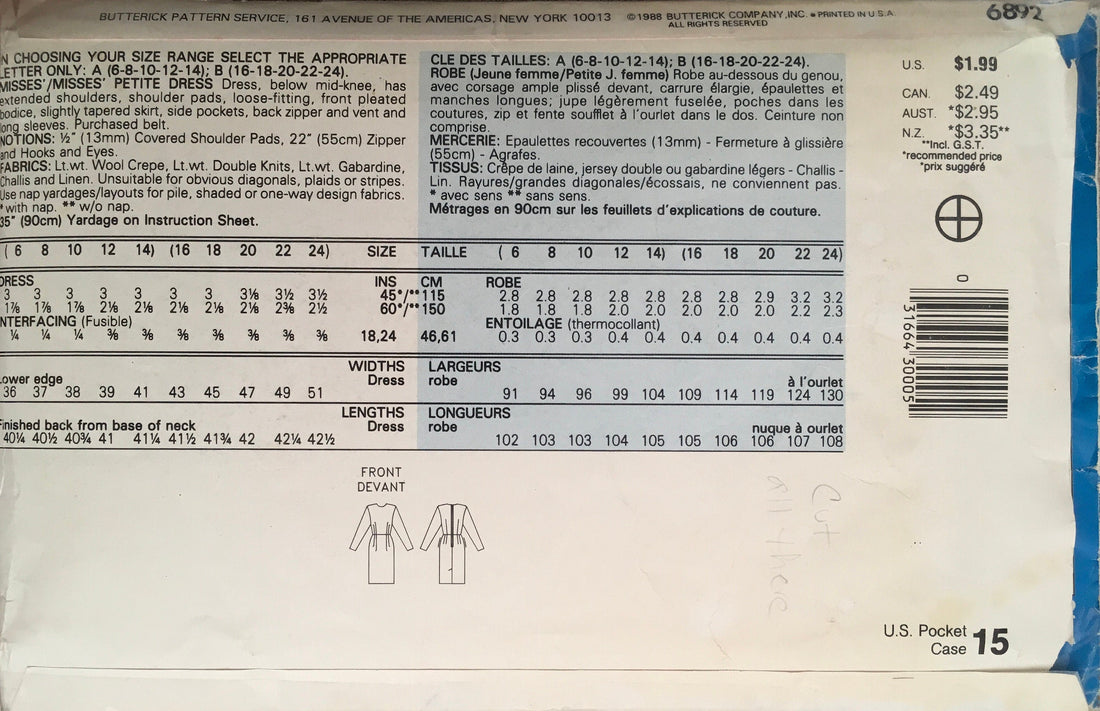 BUTTERICK PATTERN SERVICE, 161 AVENUE OF THE AMERICAS, NEW YORK 10013 ©1988 BUTTERICK COMPANY, INC. • PRINTED IN U.S.A.
ALL RIGHTS RESERVED
6892
N CHOOSING YOUR SIZE RANGE SELECT THE APPROPRIATE
LETTER ONLY: A (6-8-10-12-14); B (16-18-20-22-24).
MISSES'/MISSES' PETITE DRESS Dress, below mid-knee, has
extended shoulders, shoulder pads, loose-fitting, front pleated
bodice, slightly tapered skirt, side pockets, back zipper and vent and
long sleeves. Purchased belt.
NOTIONS: ½" (13mm) Covered Shoulder Pads, 22" (55cm) Zipper
and Hooks and Eyes.
FABRICS: Lt.wt. Wool Crepe, Lt.wt. Double Knits, Lt.wt. Gabardine,
Challis and Linen. Unsuitable for obvious diagonals, plaids or stripes.
Use nap yardages/layouts for pile, shaded or one-way design fabrics.
* with nap. ** w/o nap.
35" (90cm) Yardage on Instruction Sheet.
CLE DES TAILLES: A (6-8-10-12-14); B (16-18-20-22-24).
ROBE (Jeune femme/Petite J. femme) Robe au-dessous du genou,
avec corsage ample plissé devant, carrure élargie, épaulettes et
manches longues; jupe légèrement fuselée, poches dans les
coutures, zip et fente soufflet à l'ourlet dans le dos. Ceinture non
comprise.
MERCERIE: Epaulettes recouvertes (13mm) - Fermeture à glissière
(55cm) - Agrafes.
TISSUS: Crêpe de laine, jersey double ou gabardine légers - Challis -
Lin. Rayures/grandes diagonales/écossais, ne conviennent pas.
* avec sens ** sans sens.
Métrages en 90cm sur les feuillets d'explications de couture.
U.S. $1.99
CAN. $2.49
AUST. *$2.95
N.Z. *$3.35**
**Incl. G.S.T.
*recommended price
*prix suggéré
( 6 8 10 12 14) (16 18 20 22 24) SIZE TAILLE ( 6 8 10 12 14) (16 18 20 22 24)
DRESS INS CM ROBE
3 3 3 3 3 3 3 3⅛ 3½ 3½ 45*/** 115 2.8 2.8 2.8 2.8 2.8 2.8 2.8 2.9 3.2 3.2
1⅞ 1⅞ 1⅞ 2⅛ 2⅛ 2⅛ 2⅛ 2⅛ 2⅜ 2½ 60*/** 150 1.8 1.8 1.8 2.0 2.0 2.0 2.0 2.0 2.2 2.3
NTERFACING (Fusible) ENTOILAGE (thermocollant)
¼ ¼ ¼ ⅜ ⅜ ⅜ ⅜ ⅜ ⅜ ⅜ 18,24 46,61 0.3 0.3 0.3 0.4 0.4 0.4 0.4 0.4 0.4 0.4
WIDTHS LARGEURS
Lower edge Dress robe à l'ourlet
36 37 38 39 41 43 45 47 49 51 91 94 96 99 104 109 114 119 124 130
LENGTHS LONGUEURS
Finished back from base of neck Dress robe nuque à ourlet
40¼ 40½ 40¾ 41 41¼ 41½ 41¾ 42 42¼ 42½ 102 103 103 104 105 105 106 106 107 108
0
31664 30005
FRONT
DEVANT
Cut
all there
U.S. Pocket
Case 15